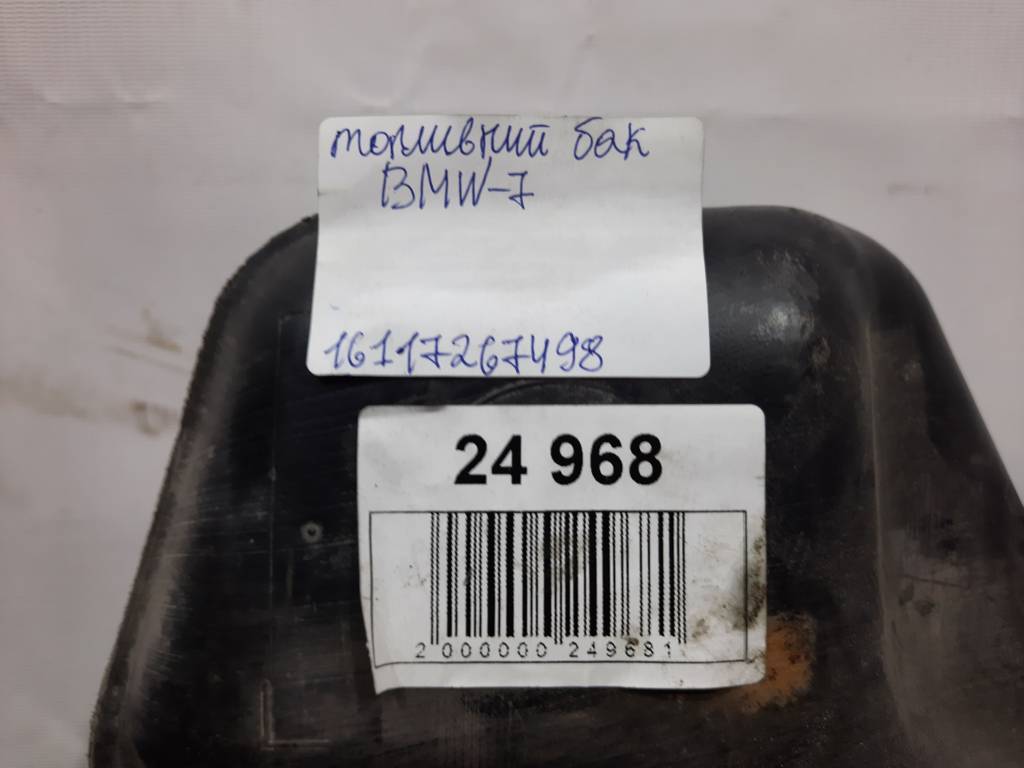 топливний бак
BMW-7
16117267498
24 968
2 000000 249681